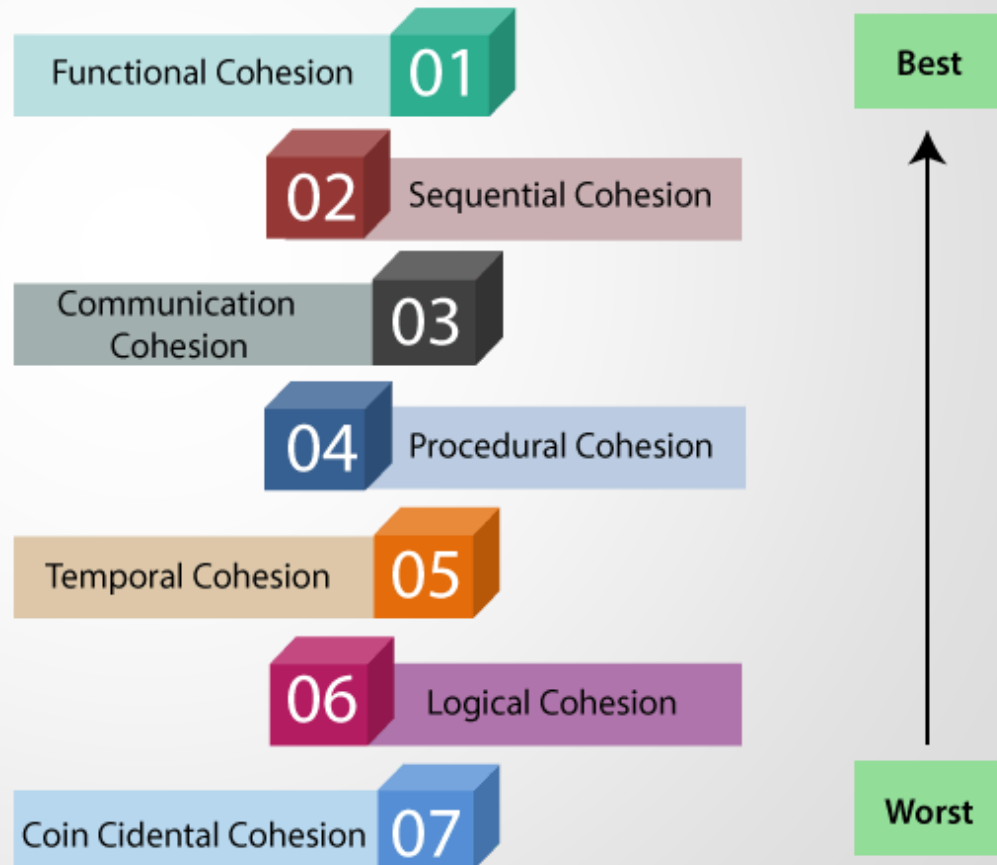 Functional Cohesion 01
Best
02 Sequential Cohesion
Communication
Cohesion
03
04 Procedural Cohesion
Temporal Cohesion 05
06 Logical Cohesion
Coin Cidental Cohesion 07
Worst